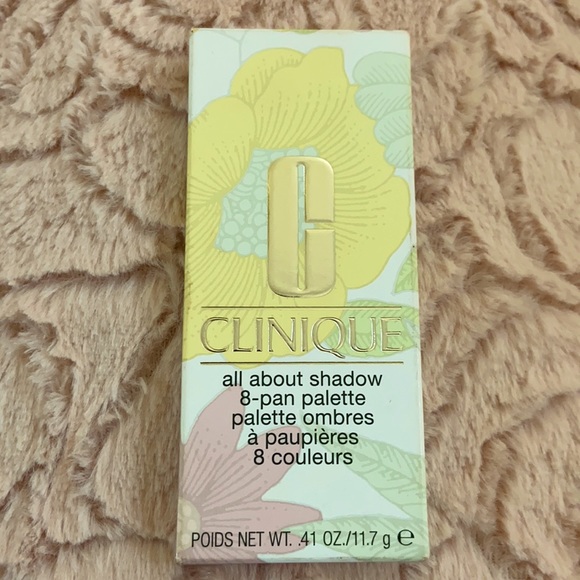 C
CLINIQUE
all about shadow
8-pan palette
palette ombres
à paupières
8 couleurs
POIDS NET WT. .41 OZ./11.7 g ℮